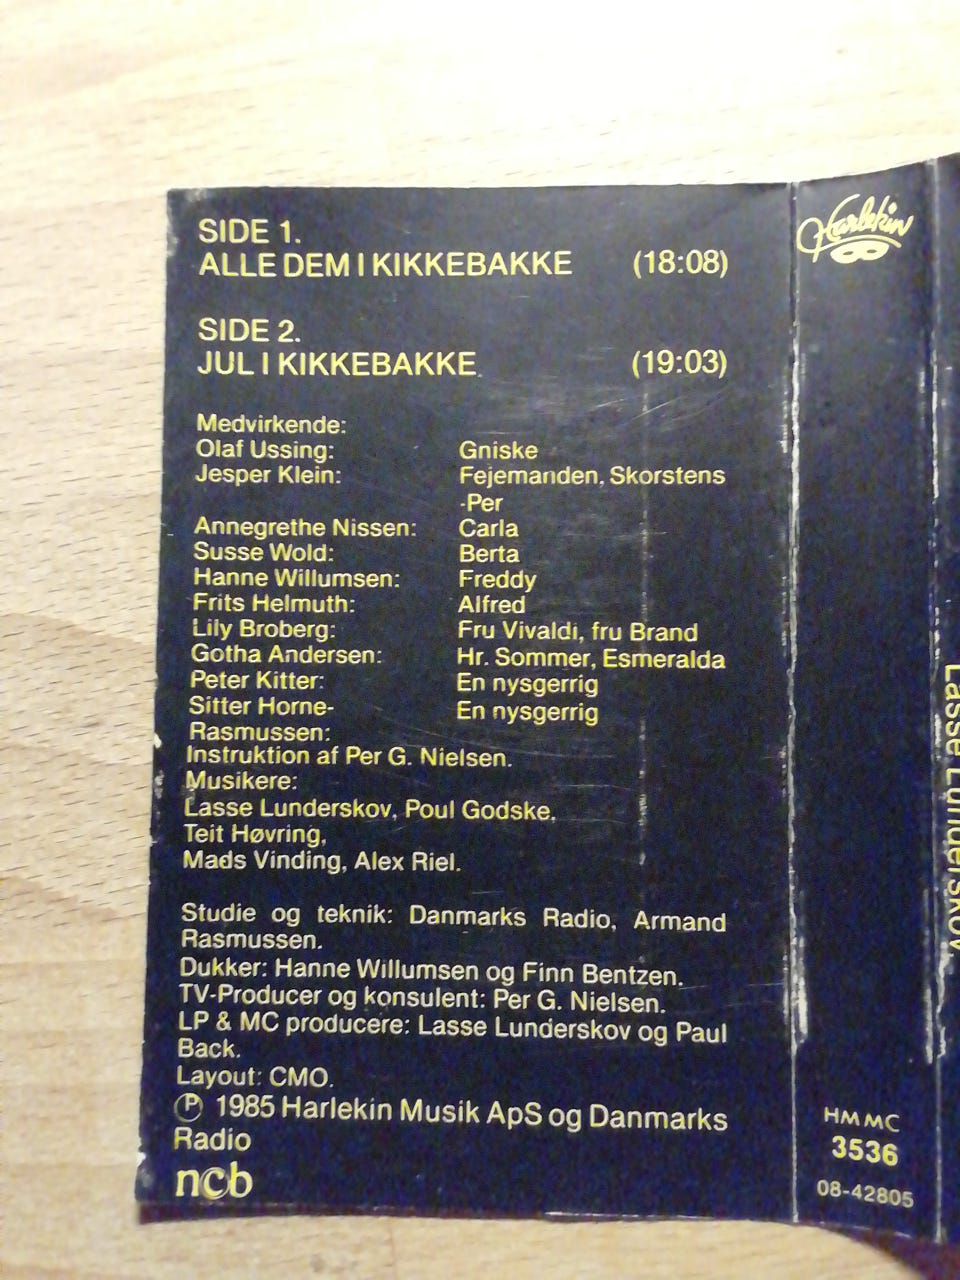 SIDE 1.
ALLE DEM I KIKKEBAKKE (18:08)
SIDE 2.
JUL I KIKKEBAKKE (19:03)
Medvirkende:
Olaf Ussing: Gniske
Jesper Klein: Fejemanden, Skorstens
-Per
Annegrethe Nissen: Carla
Susse Wold: Berta
Hanne Willumsen: Freddy
Frits Helmuth: Alfred
Lily Broberg: Fru Vivaldi, fru Brand
Gotha Andersen: Hr. Sommer, Esmeralda
Peter Kitter: En nysgerrig
Sitter Horne- En nysgerrig
Rasmussen:
Instruktion af Per G. Nielsen.
Musikere:
Lasse Lunderskov, Poul Godske,
Teit Høvring,
Mads Vinding, Alex Riel.
Studie og teknik: Danmarks Radio, Armand
Rasmussen.
Dukker: Hanne Willumsen og Finn Bentzen.
TV-Producer og konsulent: Per G. Nielsen.
LP & MC producere: Lasse Lunderskov og Paul
Back.
Layout: CMO.
Ⓟ 1985 Harlekin Musik ApS og Danmarks
Radio
ncb
Harlekin
HM MC
3536
08-42805
Lasse Lunderskov.